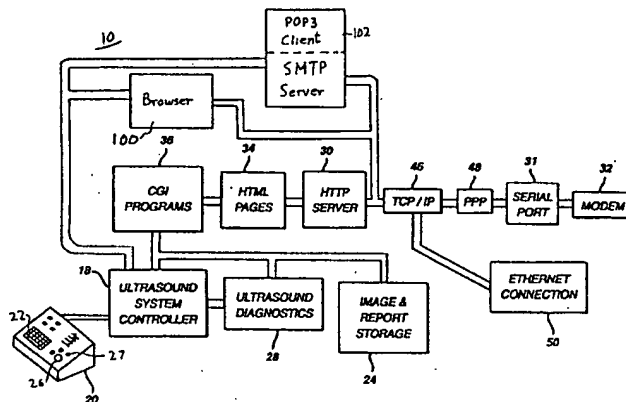 10
POP3
Client
102
SMTP
Server
Browser
100
36
CGI
PROGRAMS
34
HTML
PAGES
30
HTTP
SERVER
46
TCP / IP
48
PPP
31
SERIAL
PORT
32
MODEM
18
ULTRASOUND
SYSTEM
CONTROLLER
ULTRASOUND
DIAGNOSTICS
28
IMAGE &
REPORT
STORAGE
24
ETHERNET
CONNECTION
50
22
26
27
20